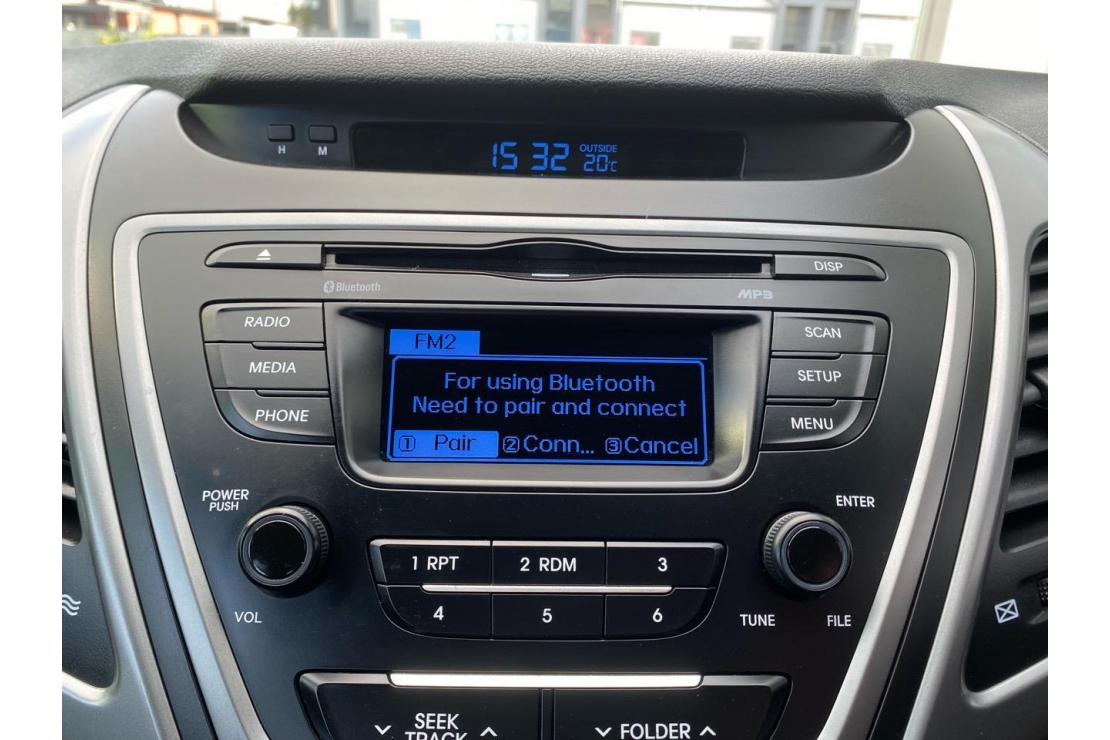 H M
15 32
OUTSIDE
20°C
DISP
Bluetooth
MP3
RADIO
FM2
SCAN
MEDIA
For using Bluetooth
SETUP
Need to pair and connect
PHONE
MENU
1 Pair 2 Conn... 3 Cancel
POWER
PUSH
ENTER
1 RPT 2 RDM 3
4 5 6
VOL
TUNE FILE
SEEK
TRACK
FOLDER